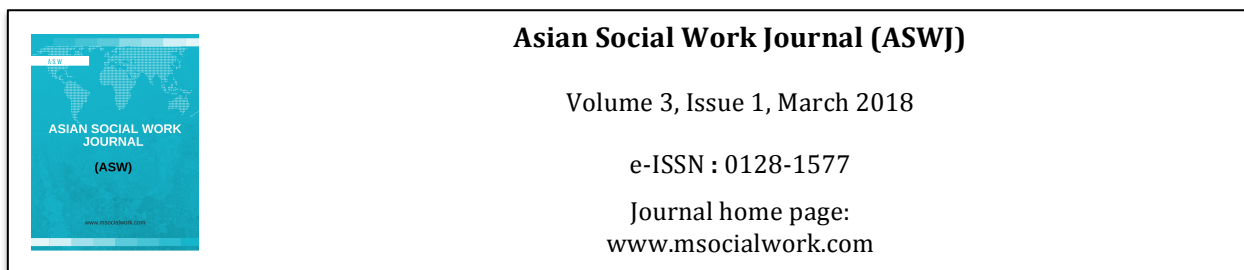 ASW
ASIAN SOCIAL WORK
JOURNAL
(ASW)
www.msocialwork.com
Asian Social Work Journal (ASWJ)
Volume 3, Issue 1, March 2018
e-ISSN : 0128-1577
Journal home page:
www.msocialwork.com